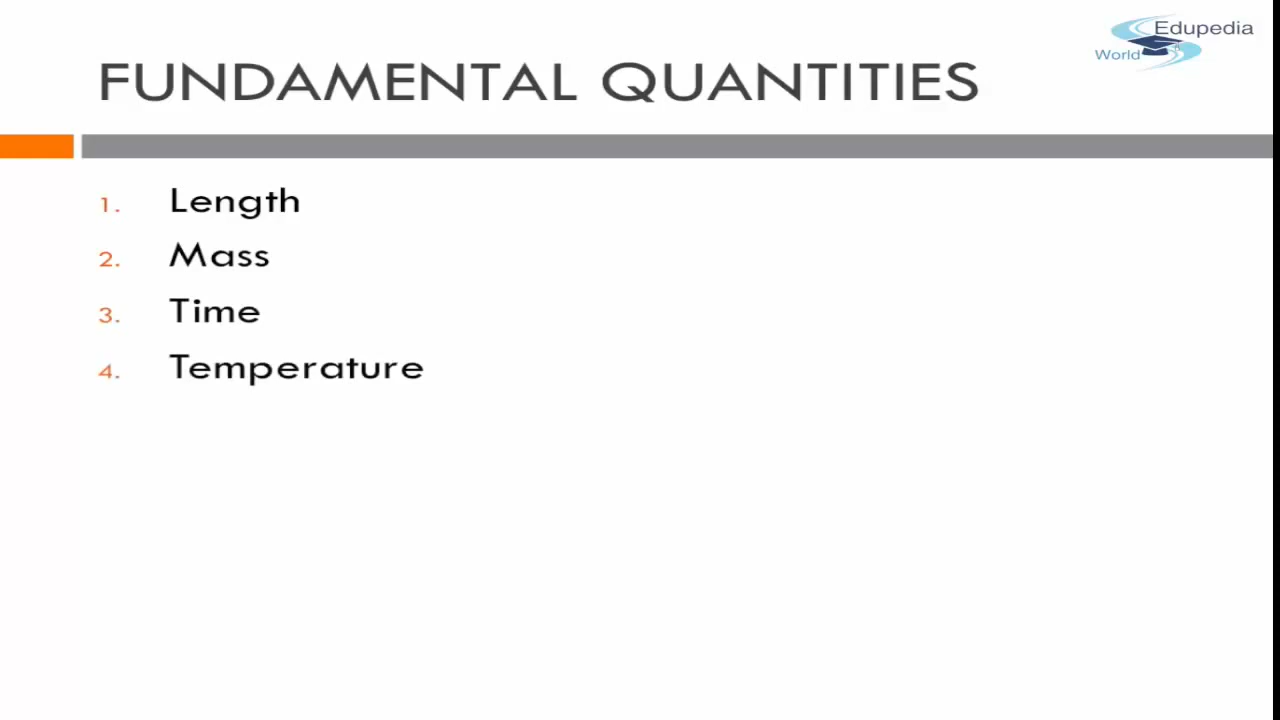 Edupedia
World
FUNDAMENTAL QUANTITIES
1. Length
2. Mass
3. Time
4. Temperature